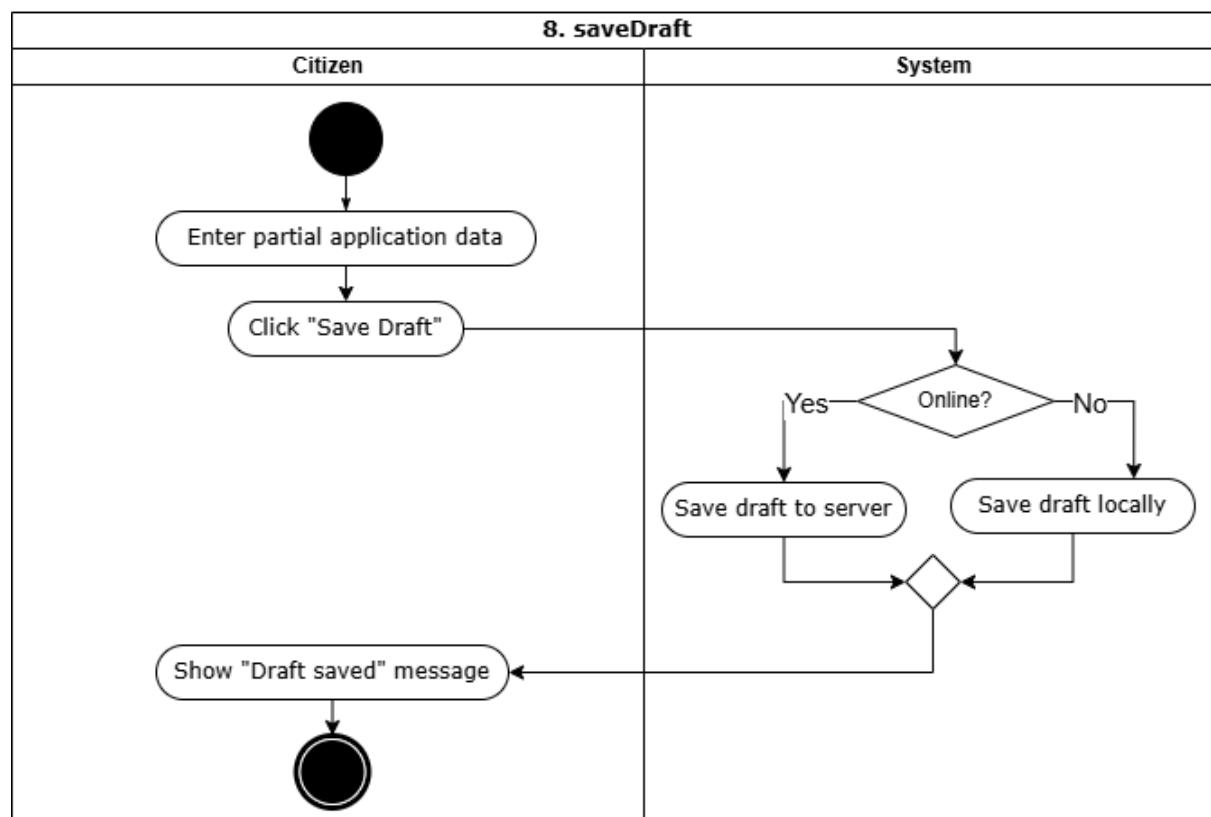 8. saveDraft
Citizen
System
Enter partial application data
Click "Save Draft"
Online?
Yes
No
Save draft to server
Save draft locally
Show "Draft saved" message